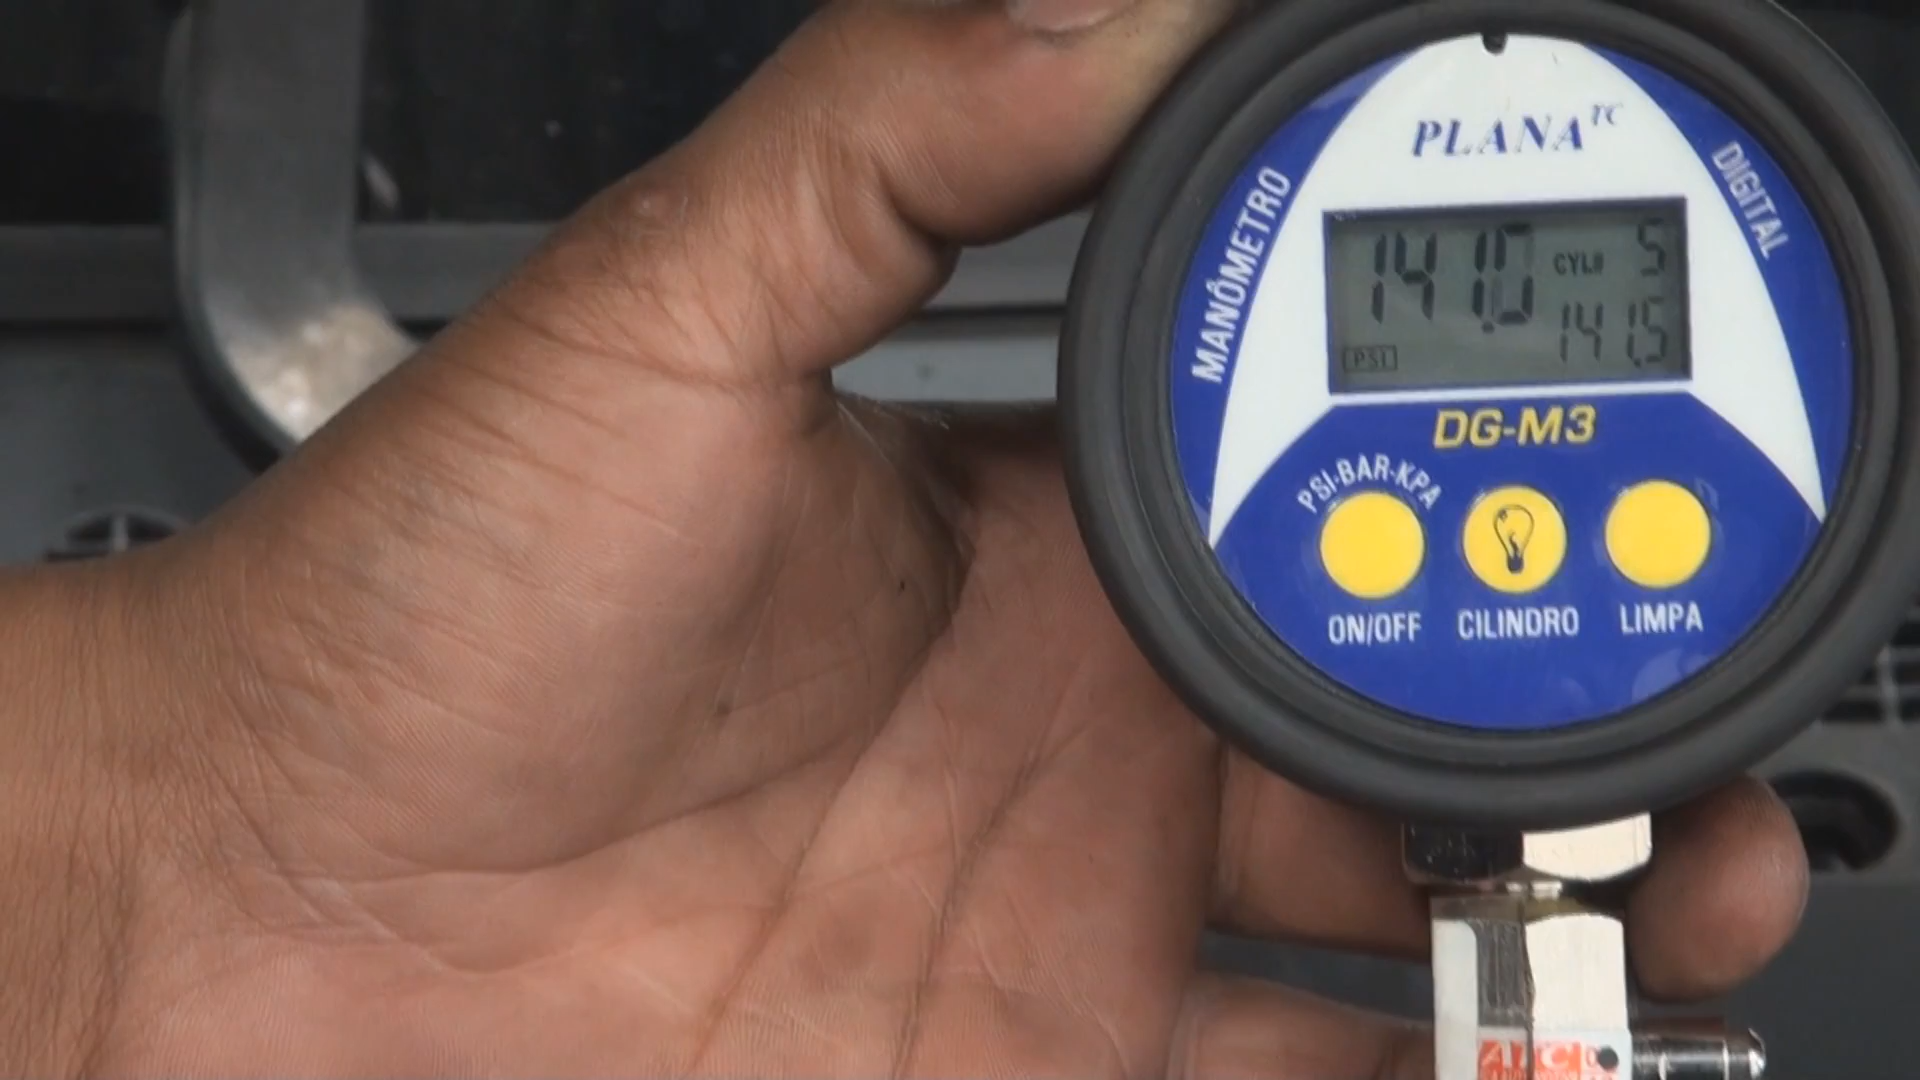 PLANA TC
MANÔMETRO
DIGITAL
141.0
CYL# 5
141.5
PSI
DG-M3
PSI-BAR-KPA
ON/OFF
CILINDRO
LIMPA